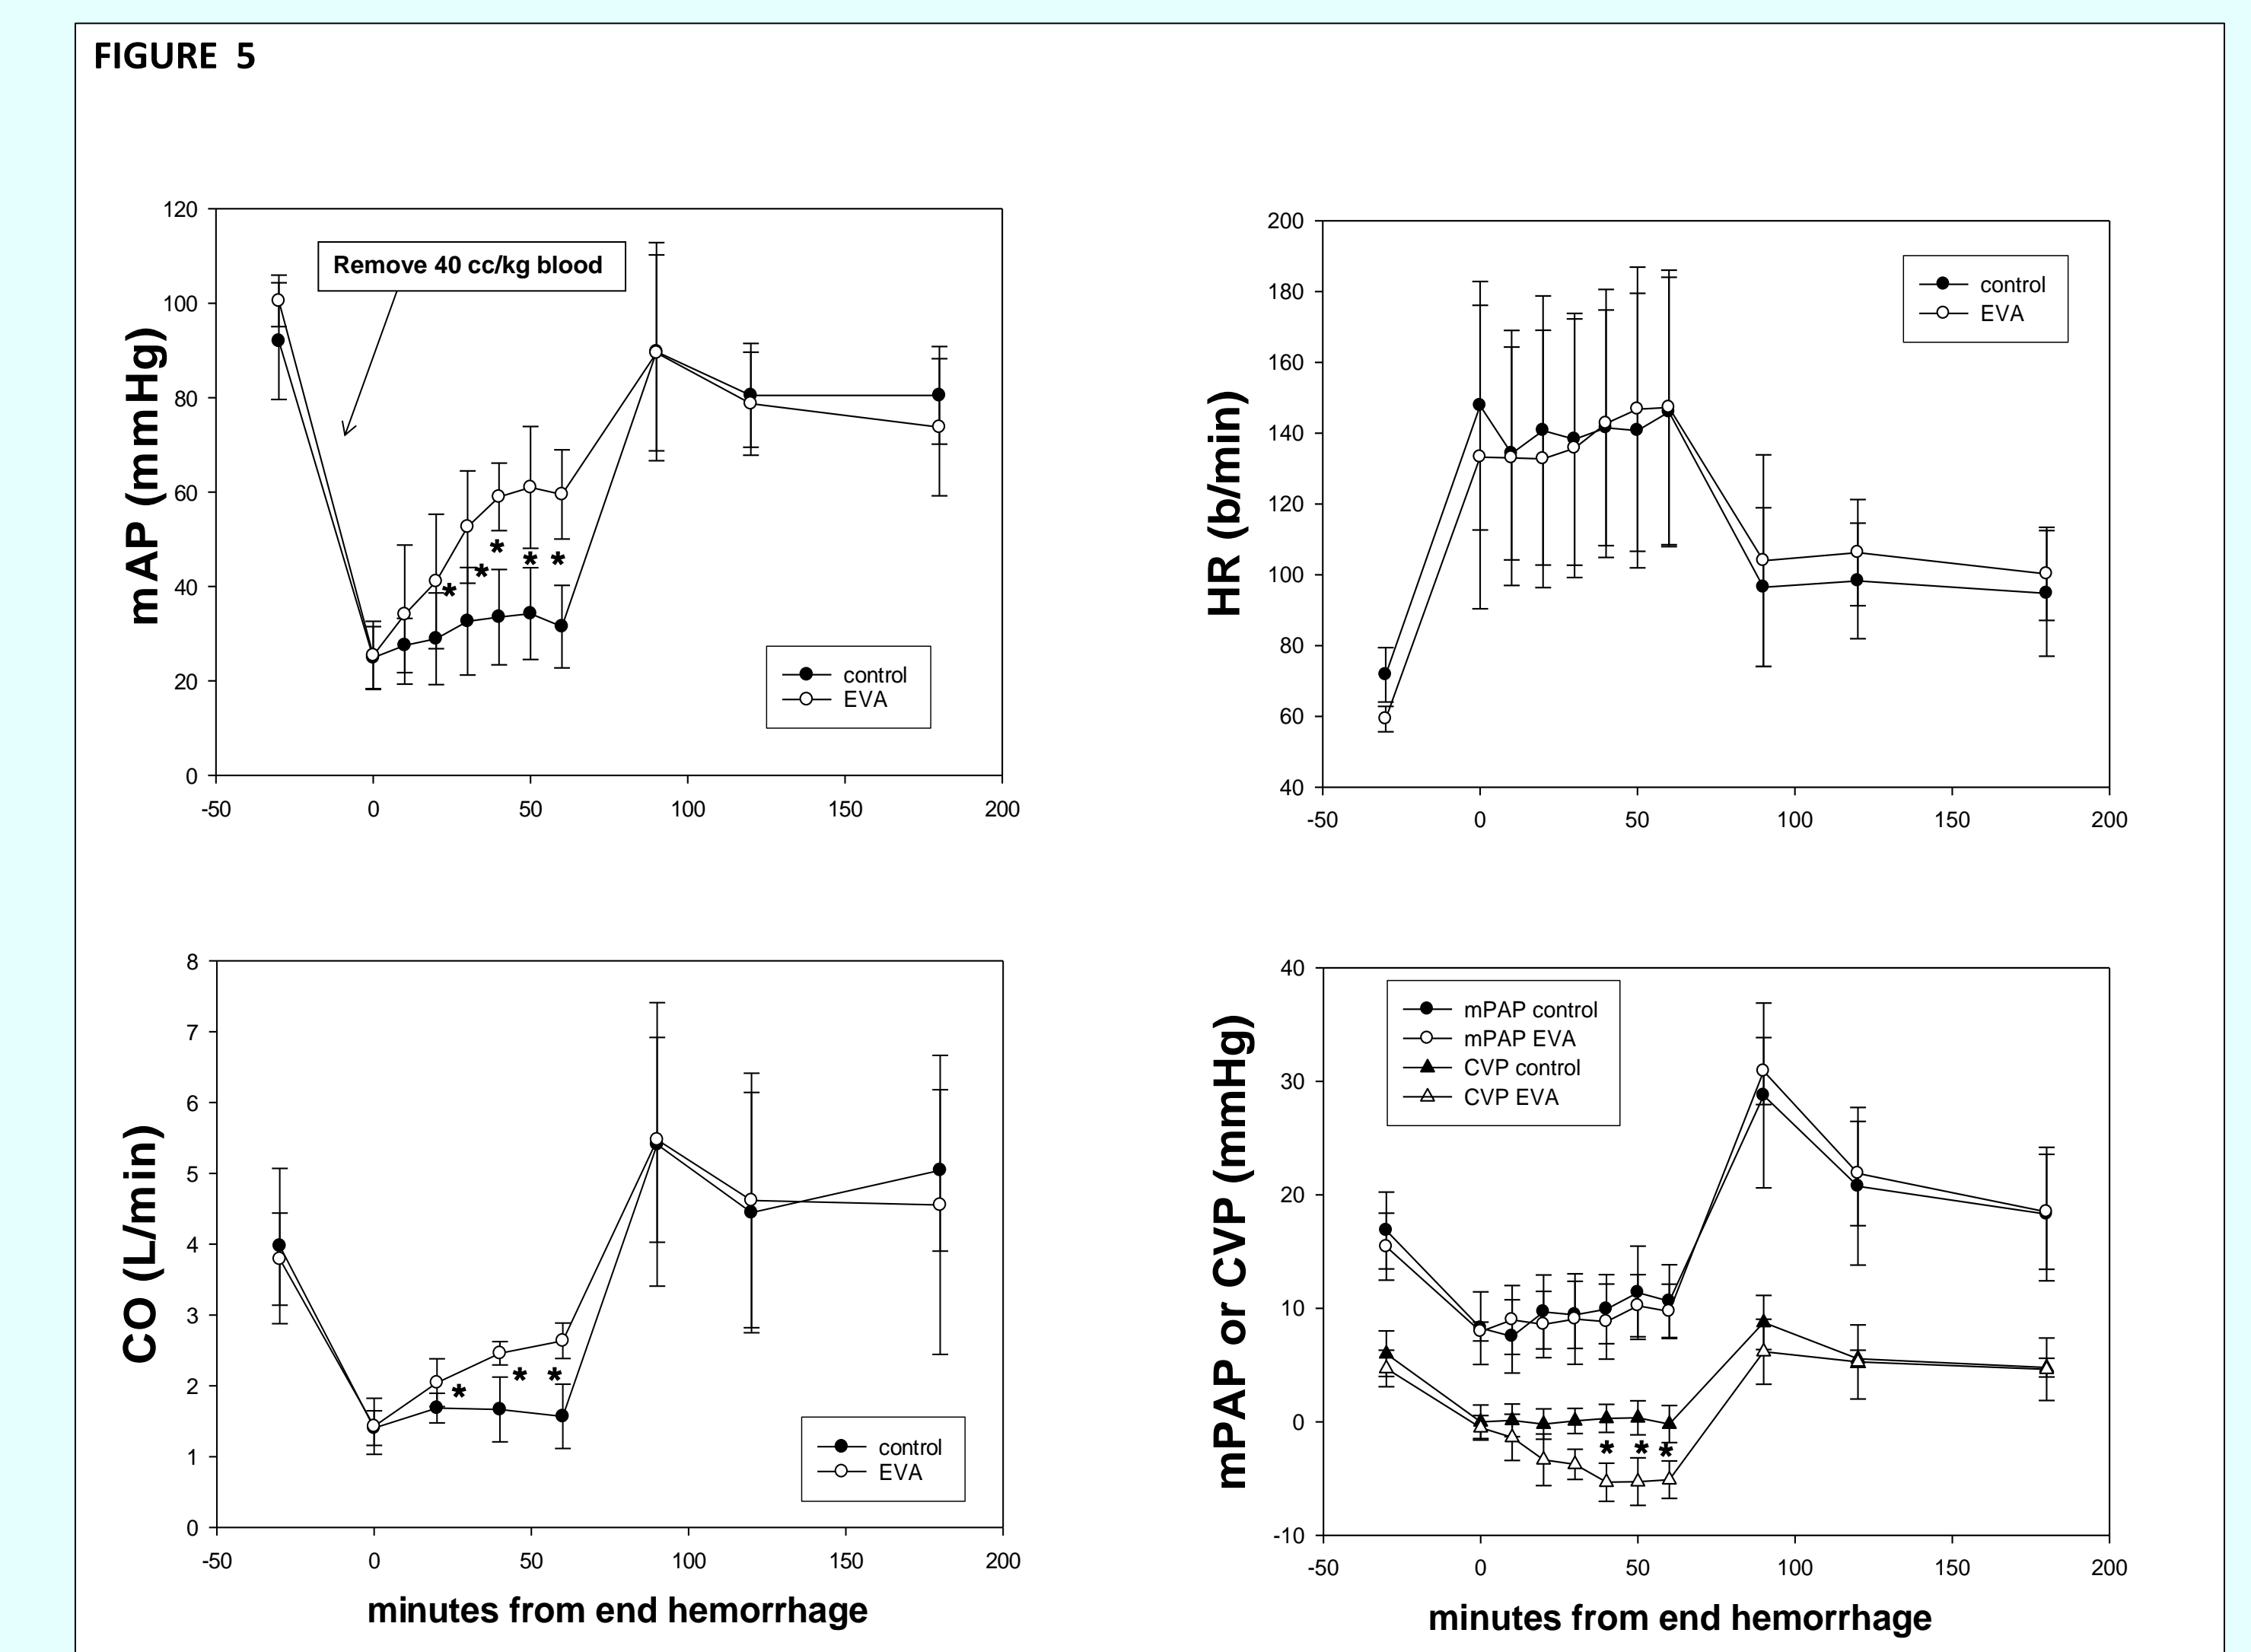 FIGURE 5
120
100
80
60
40
20
0
-50 0 50 100 150 200
mAP (mmHg)
Remove 40 cc/kg blood
* * * * *
control
EVA
200
180
160
140
120
100
80
60
40
-50 0 50 100 150 200
HR (b/min)
control
EVA
8
7
6
5
4
3
2
1
0
-50 0 50 100 150 200
CO (L/min)
* * *
control
EVA
minutes from end hemorrhage
40
30
20
10
0
-10
-50 0 50 100 150 200
mPAP or CVP (mmHg)
mPAP control
mPAP EVA
CVP control
CVP EVA
* * *
minutes from end hemorrhage